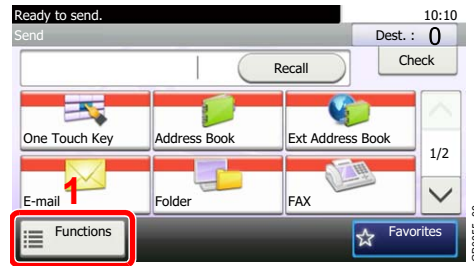 Ready to send.
10:10
Send
Dest. : 0
Recall
Check
One Touch Key
Address Book
Ext Address Book
1/2
E-mail
1
Folder
FAX
Functions
Favorites